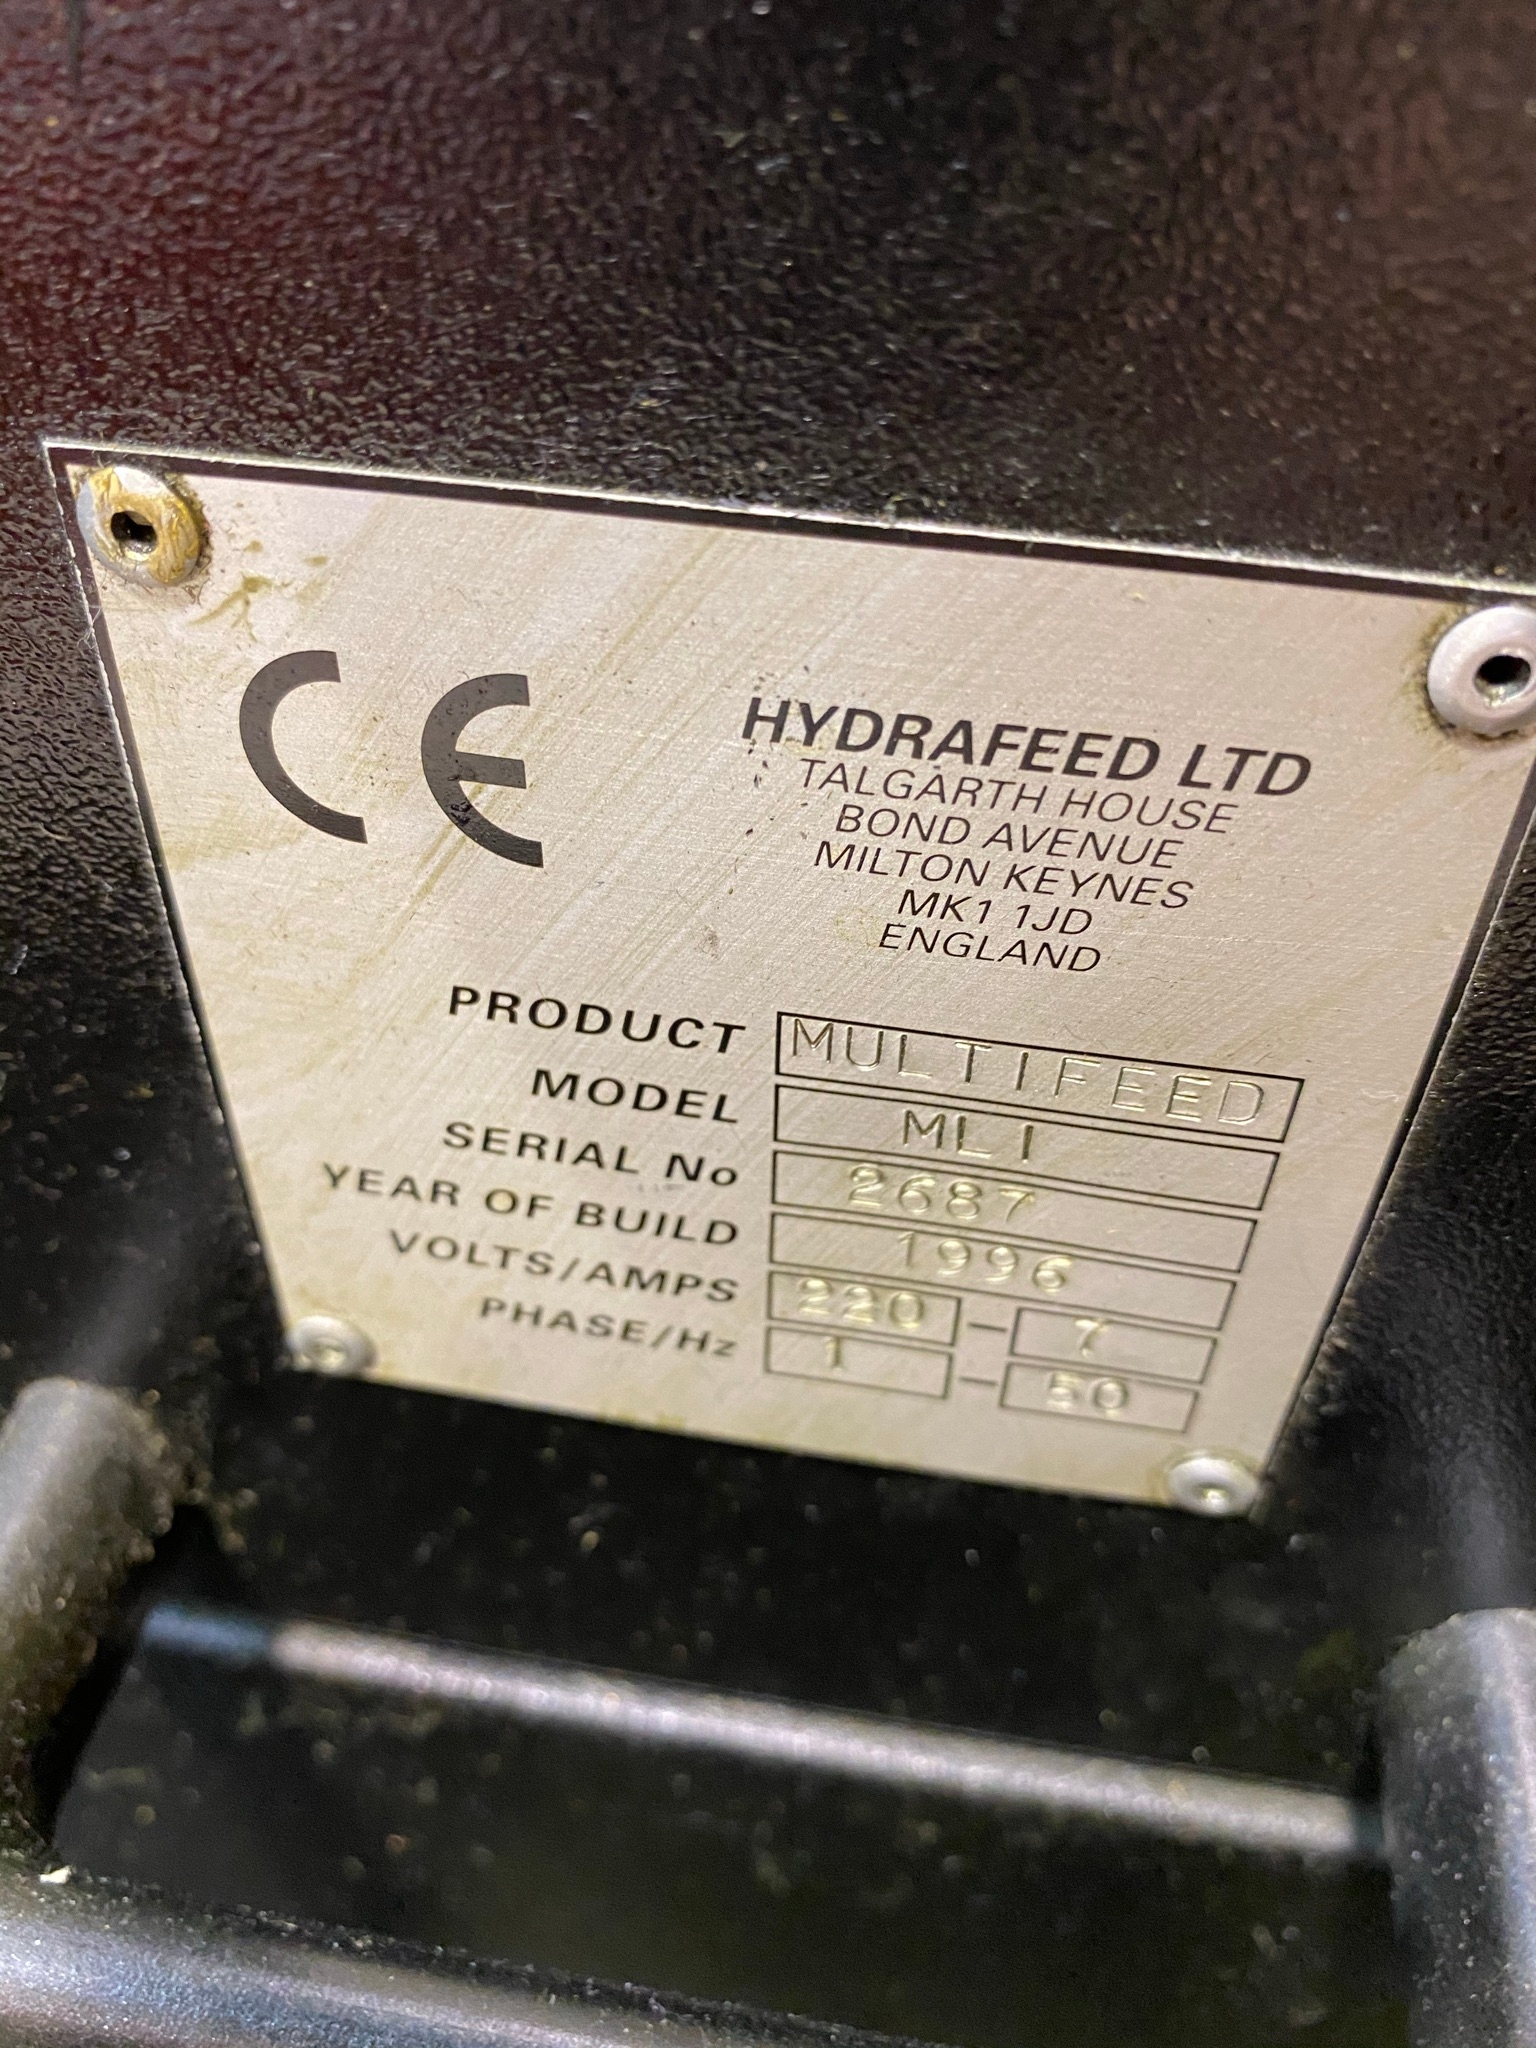 CE
HYDRAFEED LTD
TALGARTH HOUSE
BOND AVENUE
MILTON KEYNES
MK1 1JD
ENGLAND
PRODUCT MULTIFEED
MODEL ML1
SERIAL No 2687
YEAR OF BUILD 1996
VOLTS/AMPS 220 - 7
PHASE/Hz 1 - 50